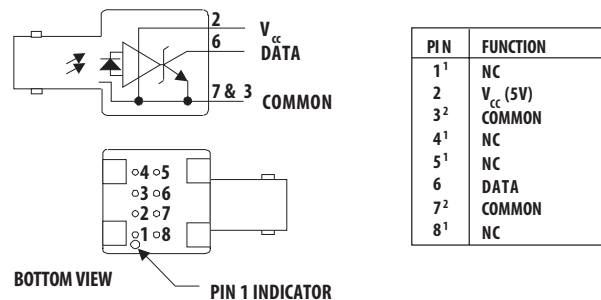 2
V_cc
6
DATA
7 & 3
COMMON
4 5
3 6
2 7
1 8
BOTTOM VIEW
PIN 1 INDICATOR
PIN FUNCTION
1¹ NC
2 V_cc (5V)
3² COMMON
4¹ NC
5¹ NC
6 DATA
7² COMMON
8¹ NC